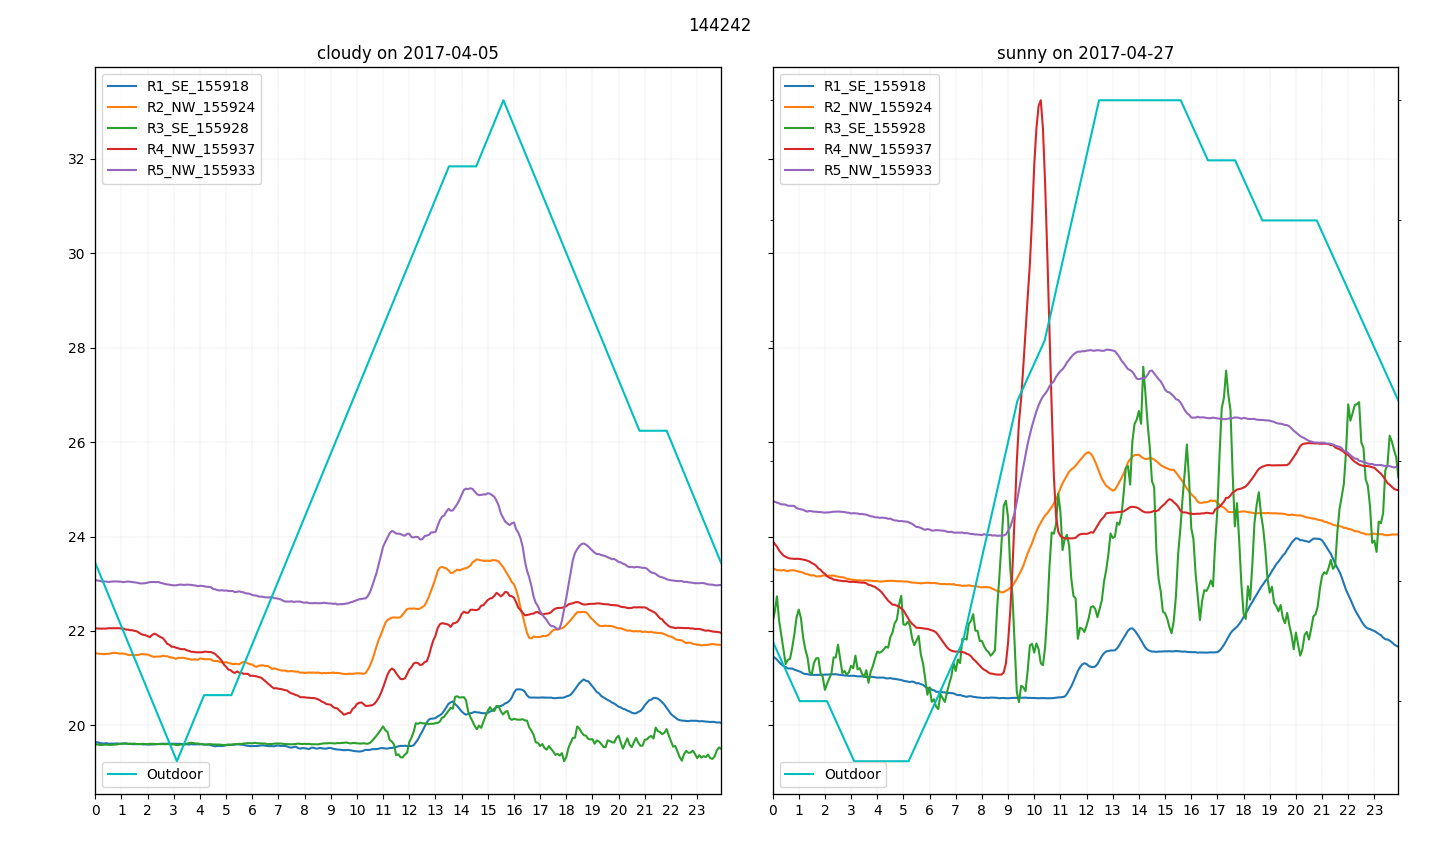 144242
cloudy on 2017-04-05
R1_SE_155918
R2_NW_155924
R3_SE_155928
R4_NW_155937
R5_NW_155933
32
30
28
26
24
22
20
Outdoor
0 1 2 3 4 5 6 7 8 9 10 11 12 13 14 15 16 17 18 19 20 21 22 23
sunny on 2017-04-27
R1_SE_155918
R2_NW_155924
R3_SE_155928
R4_NW_155937
R5_NW_155933
Outdoor
0 1 2 3 4 5 6 7 8 9 10 11 12 13 14 15 16 17 18 19 20 21 22 23